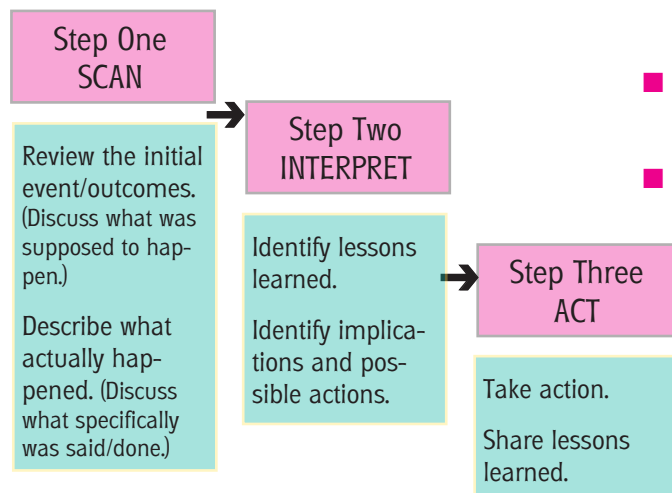 Step One
SCAN
Review the initial
event/outcomes.
(Discuss what was
supposed to hap-
pen.)
Describe what
actually hap-
pened. (Discuss
what specifically
was said/done.)
Step Two
INTERPRET
Identify lessons
learned.
Identify implica-
tions and pos-
sible actions.
Step Three
ACT
Take action.
Share lessons
learned.